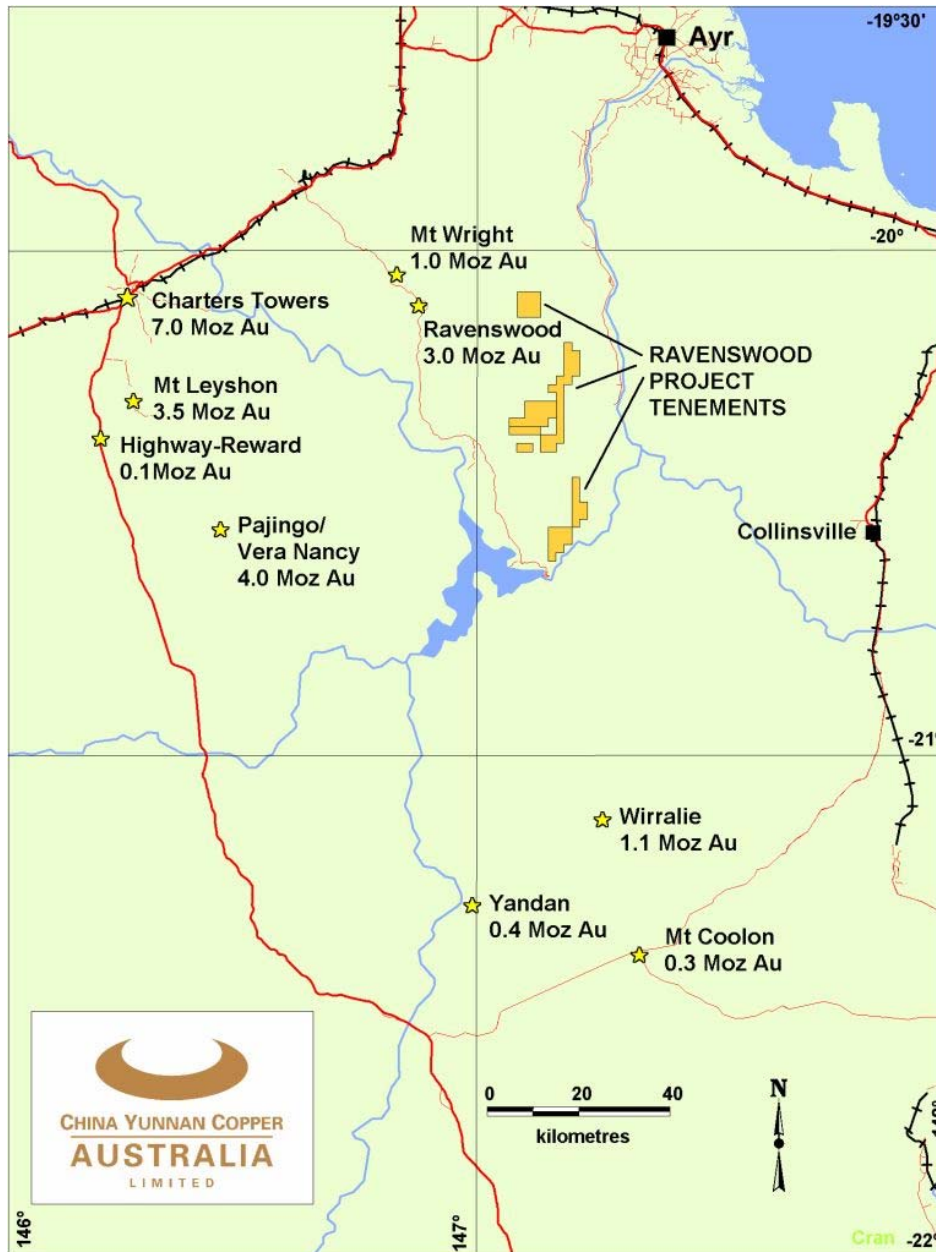 -19°30'
Ayr
-20°
Mt Wright
1.0 Moz Au
Charters Towers
7.0 Moz Au
Ravenswood
3.0 Moz Au
RAVENSWOOD
PROJECT
TENEMENTS
Mt Leyshon
3.5 Moz Au
Highway-Reward
0.1Moz Au
Pajingo/
Vera Nancy
4.0 Moz Au
Collinsville
-21°
Wirralie
1.1 Moz Au
Yandan
0.4 Moz Au
Mt Coolon
0.3 Moz Au
CHINA YUNNAN COPPER
AUSTRALIA
LIMITED
0 20 40
kilometres
N
146°
147°
Cran
-22°